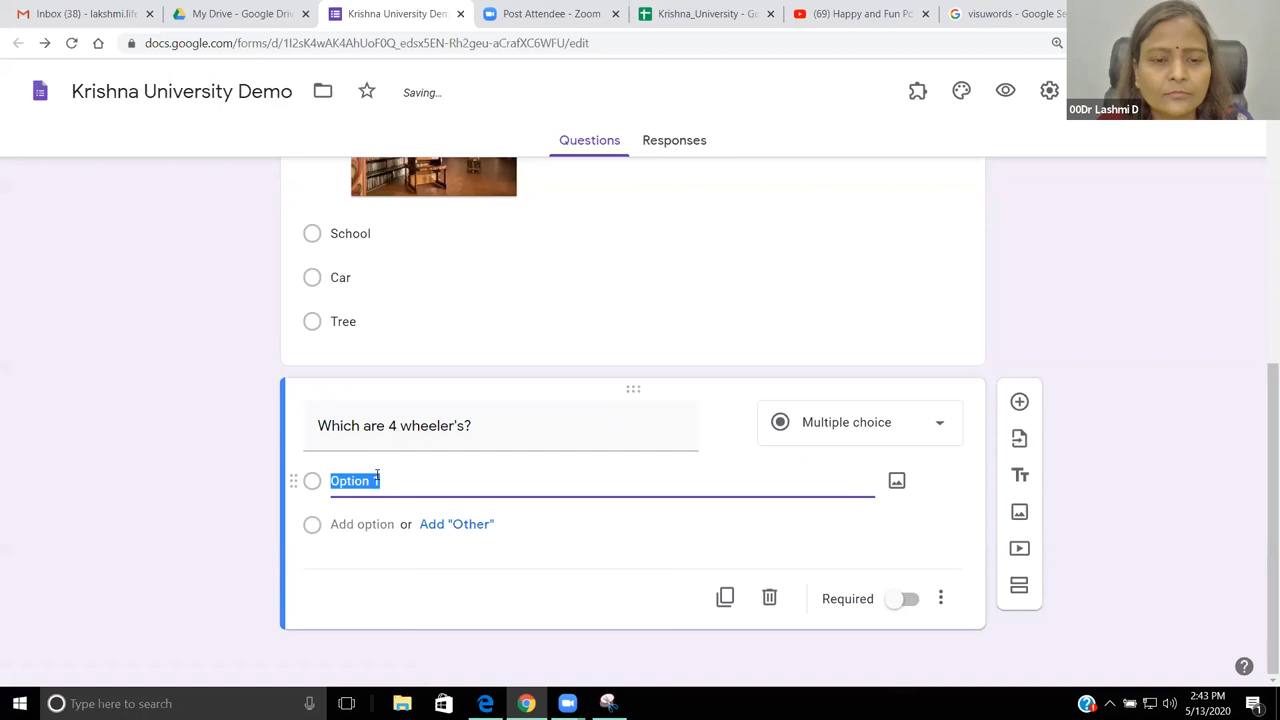 Inbox (38) - lakshmi.life
My Drive - Google Drive
Krishna University Dem
Post Attendee - Zoom
Krishna_University – G
(69) Happy and Fun Po
visuwords - Google Se
docs.google.com/forms/d/1I2sK4wAK4AhUoF0Q_edsx5EN-Rh2geu-aCrafXC6WFU/edit
Krishna University Demo
Saving...
00Dr Lashmi D
Questions
Responses
School
Car
Tree
Which are 4 wheeler's?
Multiple choice
Option 1
Add option or Add "Other"
Required
Type here to search
2:43 PM
5/13/2020